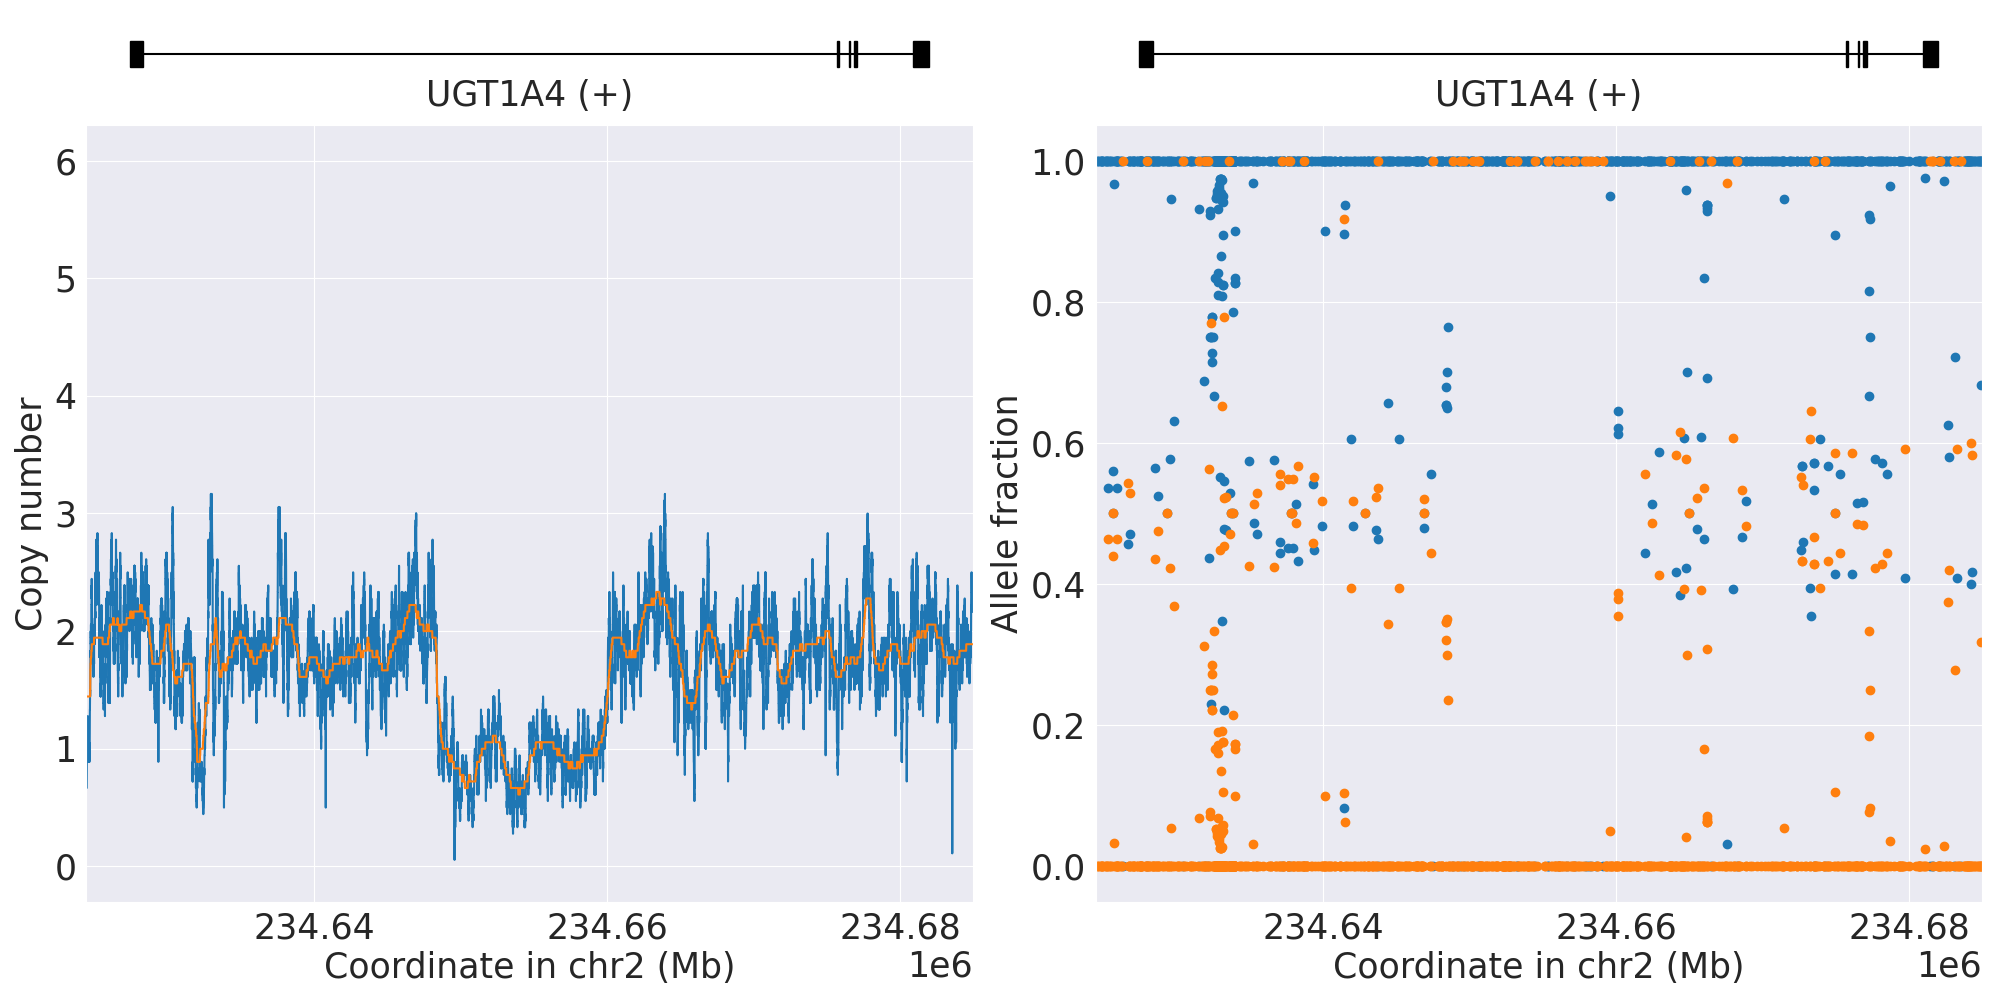 UGT1A4 (+)
6
5
4
3
2
1
0
Copy number
234.64 234.66 234.68
1e6
Coordinate in chr2 (Mb)
UGT1A4 (+)
1.0
0.8
0.6
0.4
0.2
0.0
Allele fraction
234.64 234.66 234.68
1e6
Coordinate in chr2 (Mb)